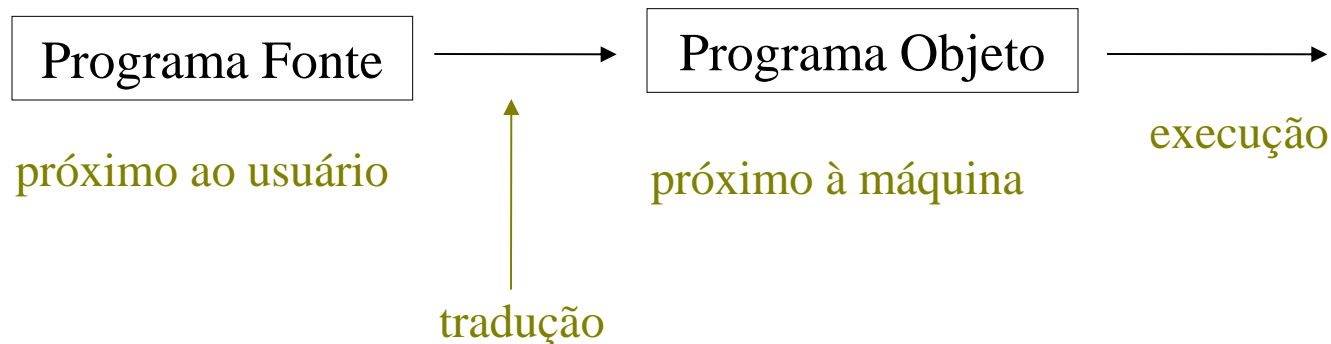 Programa Fonte
Programa Objeto
próximo ao usuário
próximo à máquina
execução
tradução